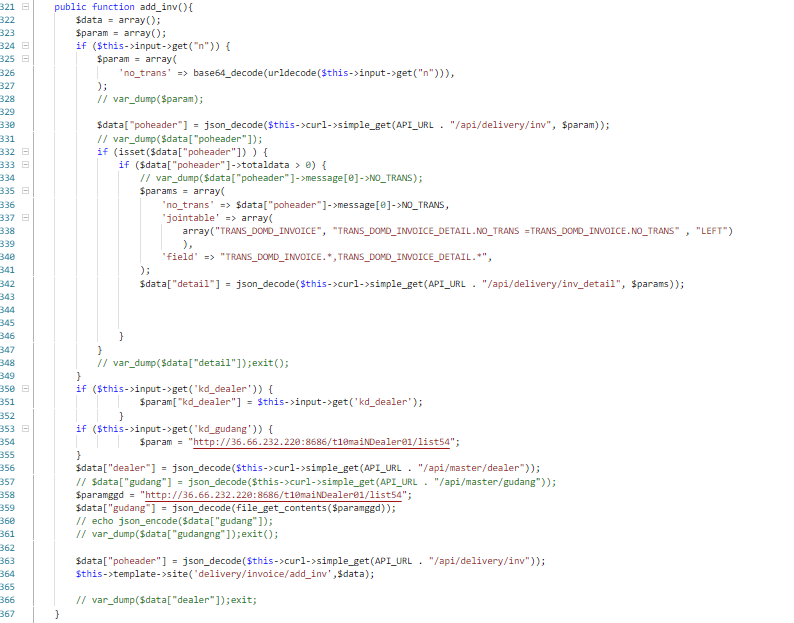 321 public function add_inv(){
322 $data = array();
323 $param = array();
324 if ($this->input->get("n")) {
325 $param = array(
326 'no_trans' => base64_decode(urldecode($this->input->get("n"))),
327 );
328 // var_dump($param);
329
330 $data["poheader"] = json_decode($this->curl->simple_get(API_URL . "/api/delivery/inv", $param));
331 // var_dump($data["poheader"]);
332 if (isset($data["poheader"]) ) {
333 if ($data["poheader"]->totaldata > 0) {
334 // var_dump($data["poheader"]->message[0]->NO_TRANS);
335 $params = array(
336 'no_trans' => $data["poheader"]->message[0]->NO_TRANS,
337 'jointable' => array(
338 array("TRANS_DOMD_INVOICE", "TRANS_DOMD_INVOICE_DETAIL.NO_TRANS =TRANS_DOMD_INVOICE.NO_TRANS" , "LEFT")
339 ),
340 'field' => "TRANS_DOMD_INVOICE.*,TRANS_DOMD_INVOICE_DETAIL.*",
341 );
342 $data["detail"] = json_decode($this->curl->simple_get(API_URL . "/api/delivery/inv_detail", $params));
343
344
345
346 }
347 }
348 // var_dump($data["detail"]);exit();
349 }
350 if ($this->input->get('kd_dealer')) {
351 $param["kd_dealer"] = $this->input->get('kd_dealer');
352 }
353 if ($this->input->get('kd_gudang')) {
354 $param = "http://36.66.232.220:8686/t10maiNDealer01/list54";
355 }
356 $data["dealer"] = json_decode($this->curl->simple_get(API_URL . "/api/master/dealer"));
357 // $data["gudang"] = json_decode($this->curl->simple_get(API_URL . "/api/master/gudang"));
358 $paramggd = "http://36.66.232.220:8686/t10maiNDealer01/list54";
359 $data["gudang"] = json_decode(file_get_contents($paramggd));
360 // echo json_encode($data["gudang"]);
361 // var_dump($data["gudangng"]);exit();
362
363 $data["poheader"] = json_decode($this->curl->simple_get(API_URL . "/api/delivery/inv"));
364 $this->template->site('delivery/invoice/add_inv',$data);
365
366 // var_dump($data["dealer"]);exit;
367 }